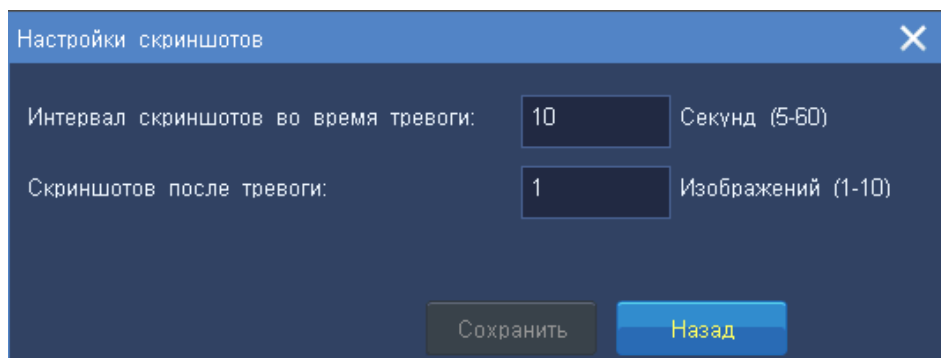 Настройки скриншотов
Интервал скриншотов во время тревоги: 10 Секунд (5-60)
Скриншотов после тревоги: 1 Изображений (1-10)
Сохранить Назад